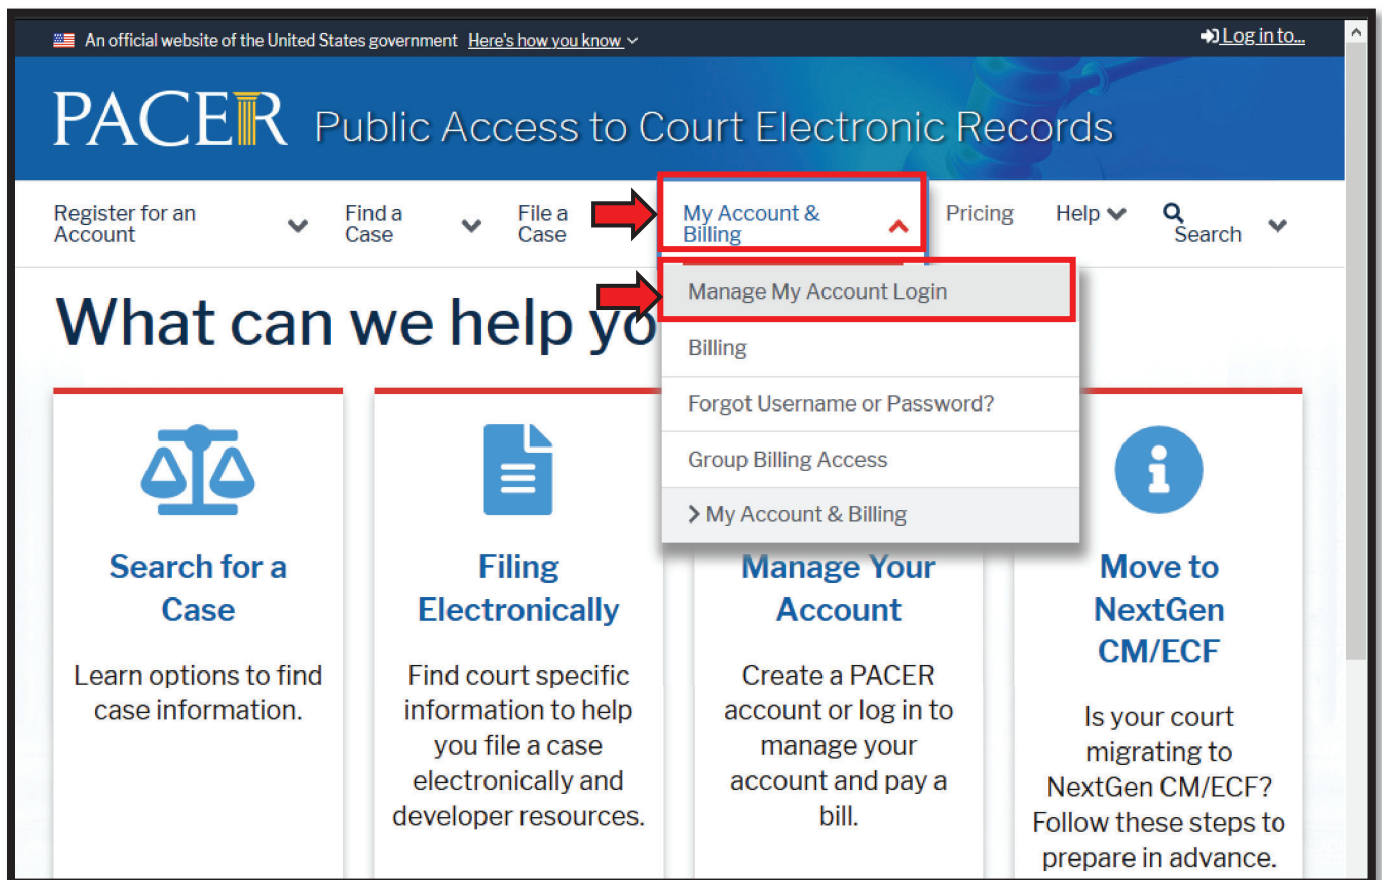 An official website of the United States government Here's how you know
Log in to...
PACER Public Access to Court Electronic Records
Register for an
Account
Find a
Case
File a
Case
My Account &
Billing
Pricing
Help
Search
Manage My Account Login
Billing
Forgot Username or Password?
Group Billing Access
My Account & Billing
What can we help yo
Search for a
Case
Learn options to find
case information.
Filing
Electronically
Find court specific
information to help
you file a case
electronically and
developer resources.
Manage Your
Account
Create a PACER
account or log in to
manage your
account and pay a
bill.
Move to
NextGen
CM/ECF
Is your court
migrating to
NextGen CM/ECF?
Follow these steps to
prepare in advance.